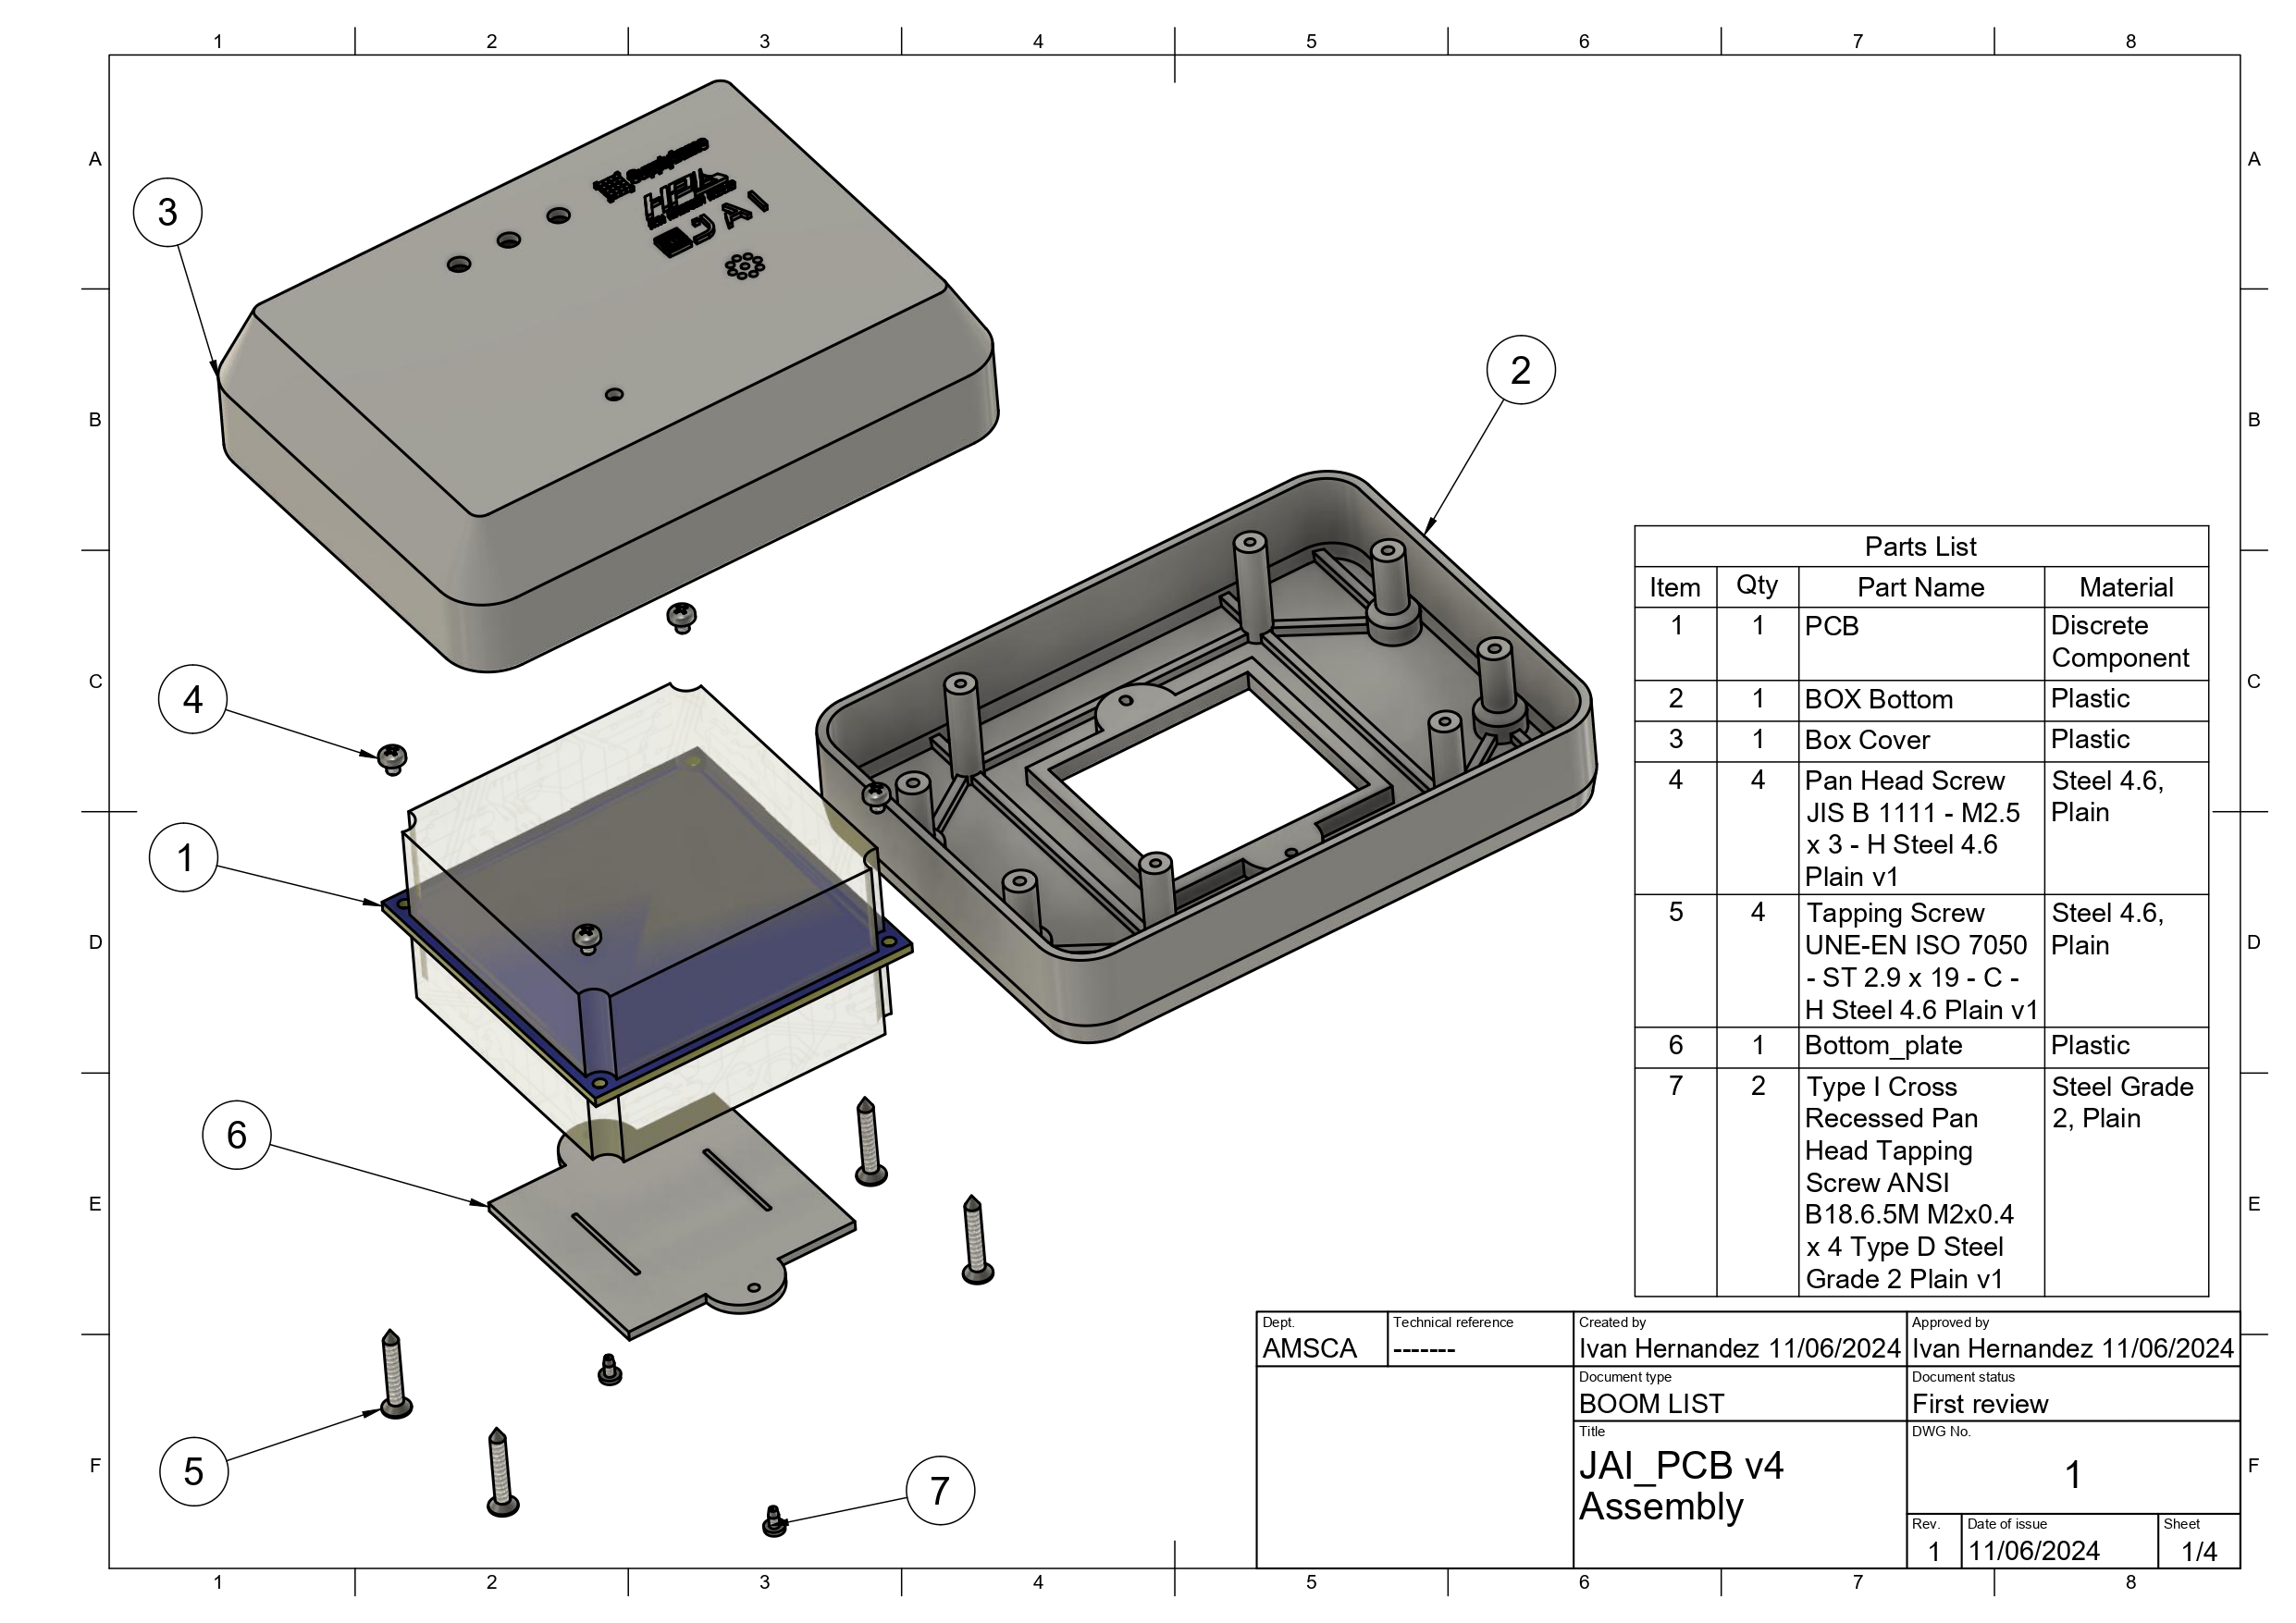 1 2 3 4 5 6 7 8
A A
3
B B
2
Parts List
Item Qty Part Name Material
1 1 PCB Discrete
Component
2 1 BOX Bottom Plastic
3 1 Box Cover Plastic
4 4 Pan Head Screw Steel 4.6,
JIS B 1111 - M2.5 Plain
x 3 - H Steel 4.6
Plain v1
5 4 Tapping Screw Steel 4.6,
UNE-EN ISO 7050 Plain
- ST 2.9 x 19 - C -
H Steel 4.6 Plain v1
6 1 Bottom_plate Plastic
7 2 Type I Cross Steel Grade
Recessed Pan 2, Plain
Head Tapping
Screw ANSI
B18.6.5M M2x0.4
x 4 Type D Steel
Grade 2 Plain v1
C C
4
1
D D
6
E E
5
7
F F
JAI
Dept. Technical reference Created by Approved by
AMSCA ------- Ivan Hernandez 11/06/2024 Ivan Hernandez 11/06/2024
Document type Document status
BOOM LIST First review
Title DWG No.
JAI_PCB v4
Assembly
1
Rev. Date of issue Sheet
1 11/06/2024 1/4
1 2 3 4 5 6 7 8